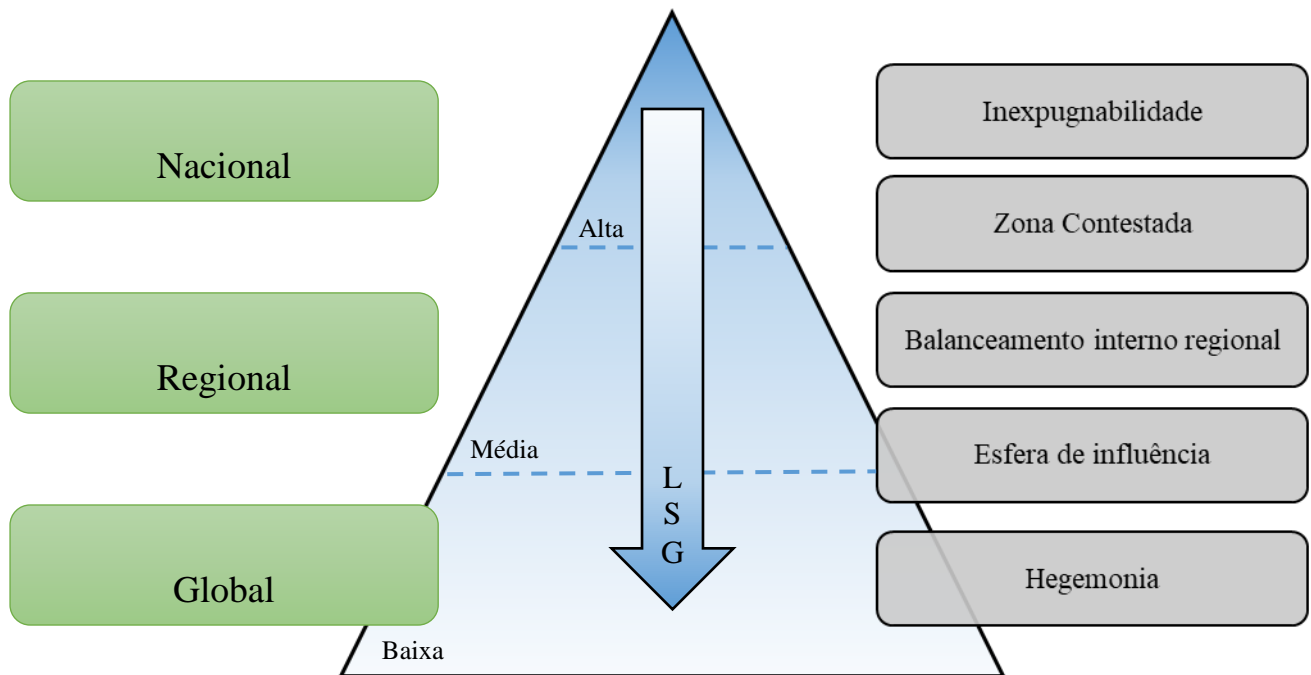 Nacional
Regional
Global
Alta
Média
Baixa
L
S
G
Inexpugnabilidade
Zona Contestada
Balanceamento interno regional
Esfera de influência
Hegemonia